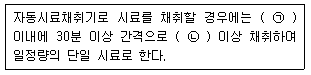 자동시료채취기로 시료를 채취할 경우에는 ( ㉠ )
이내에 30분 이상 간격으로 ( ㉡ ) 이상 채취하여
일정량의 단일 시료로 한다.